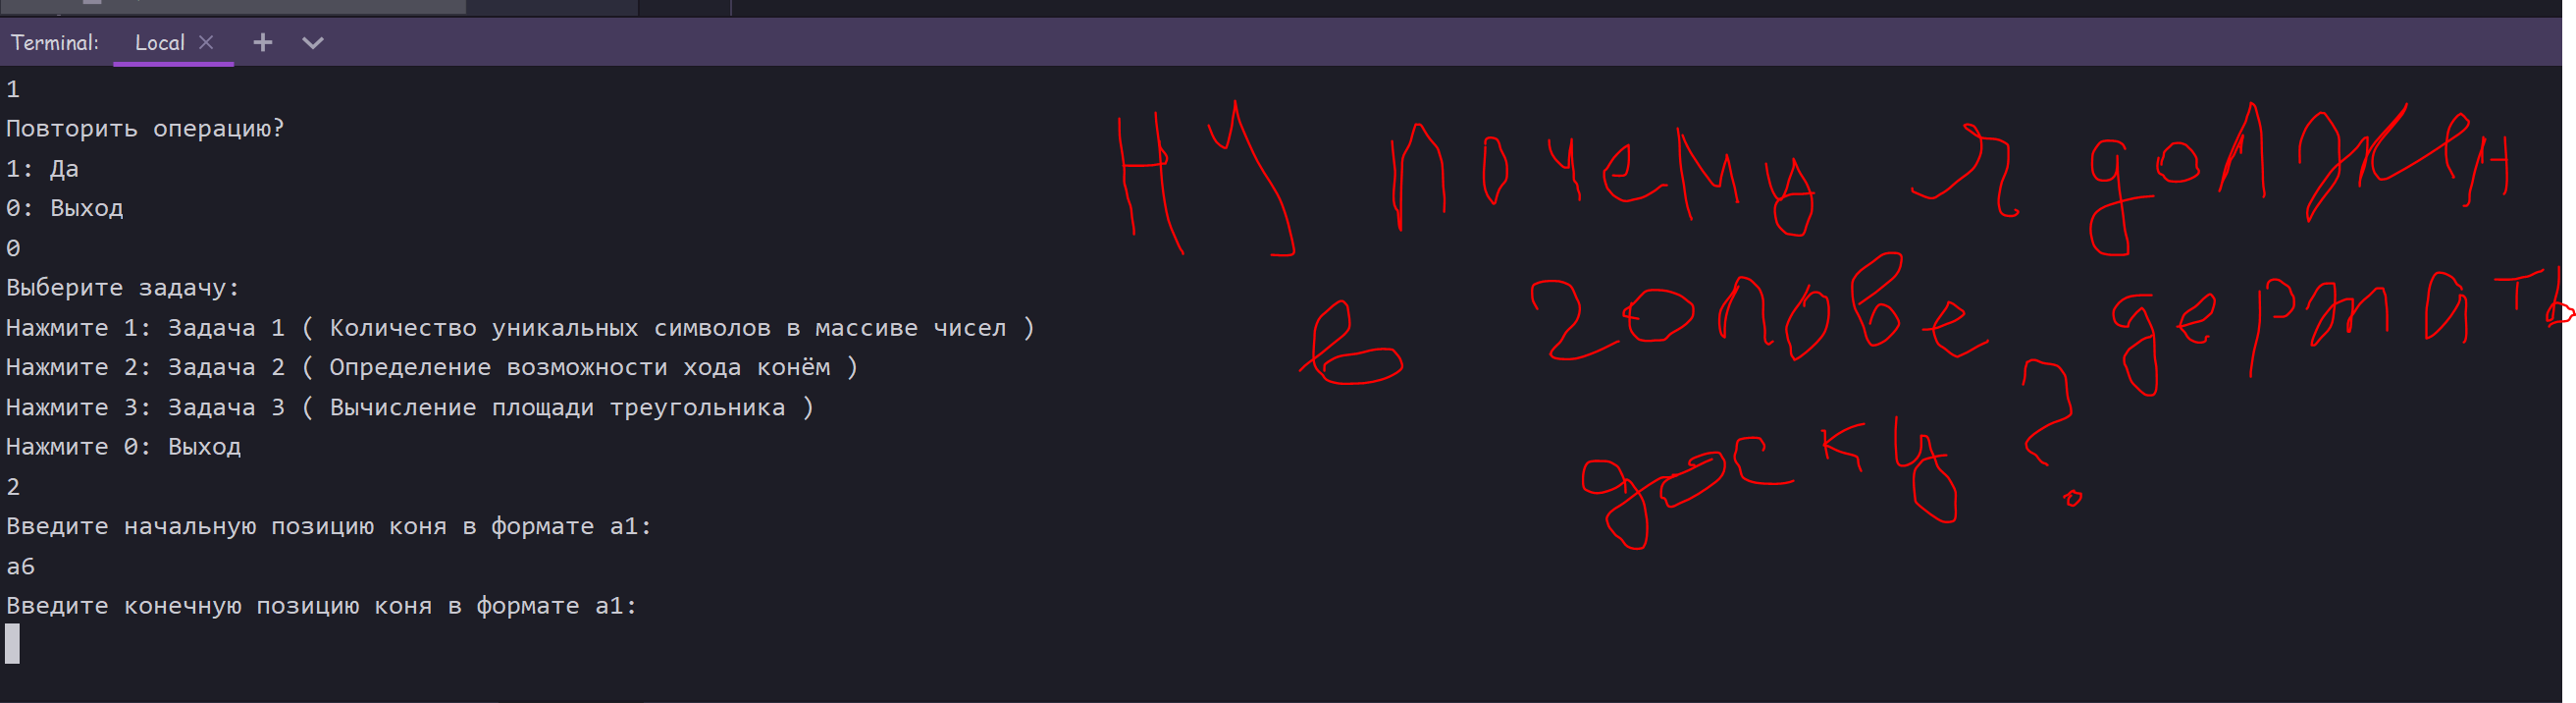 Terminal: Local
1
Повторить операцию?
1: Да
0: Выход
0
Выберите задачу:
Нажмите 1: Задача 1 ( Количество уникальных символов в массиве чисел )
Нажмите 2: Задача 2 ( Определение возможности хода конём )
Нажмите 3: Задача 3 ( Вычисление площади треугольника )
Нажмите 0: Выход
2
Введите начальную позицию коня в формате a1:
a6
Введите конечную позицию коня в формате a1:
НУ почему я должен
в голове держать
доску?